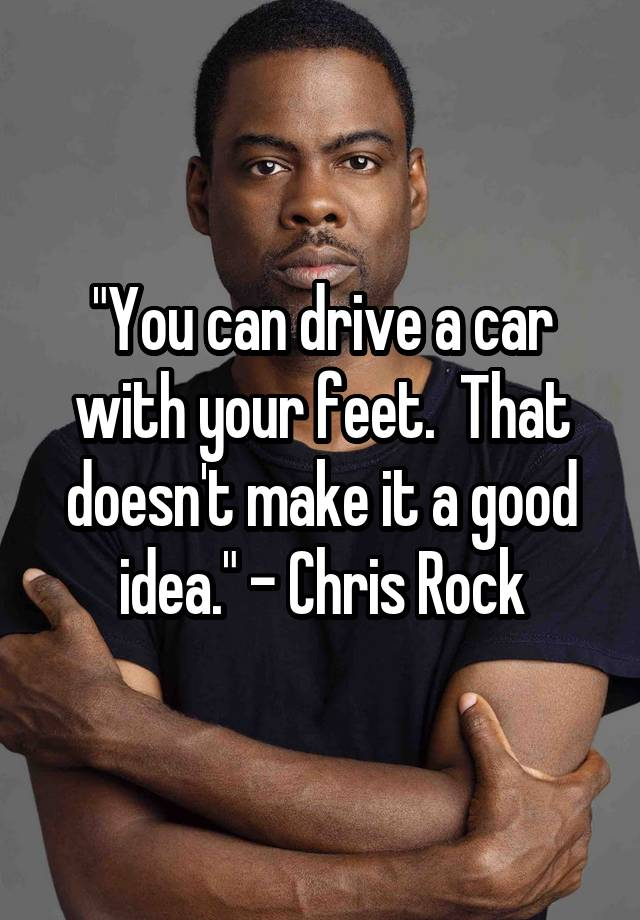 "You can drive a car
with your feet.  That
doesn't make it a good
idea." - Chris Rock